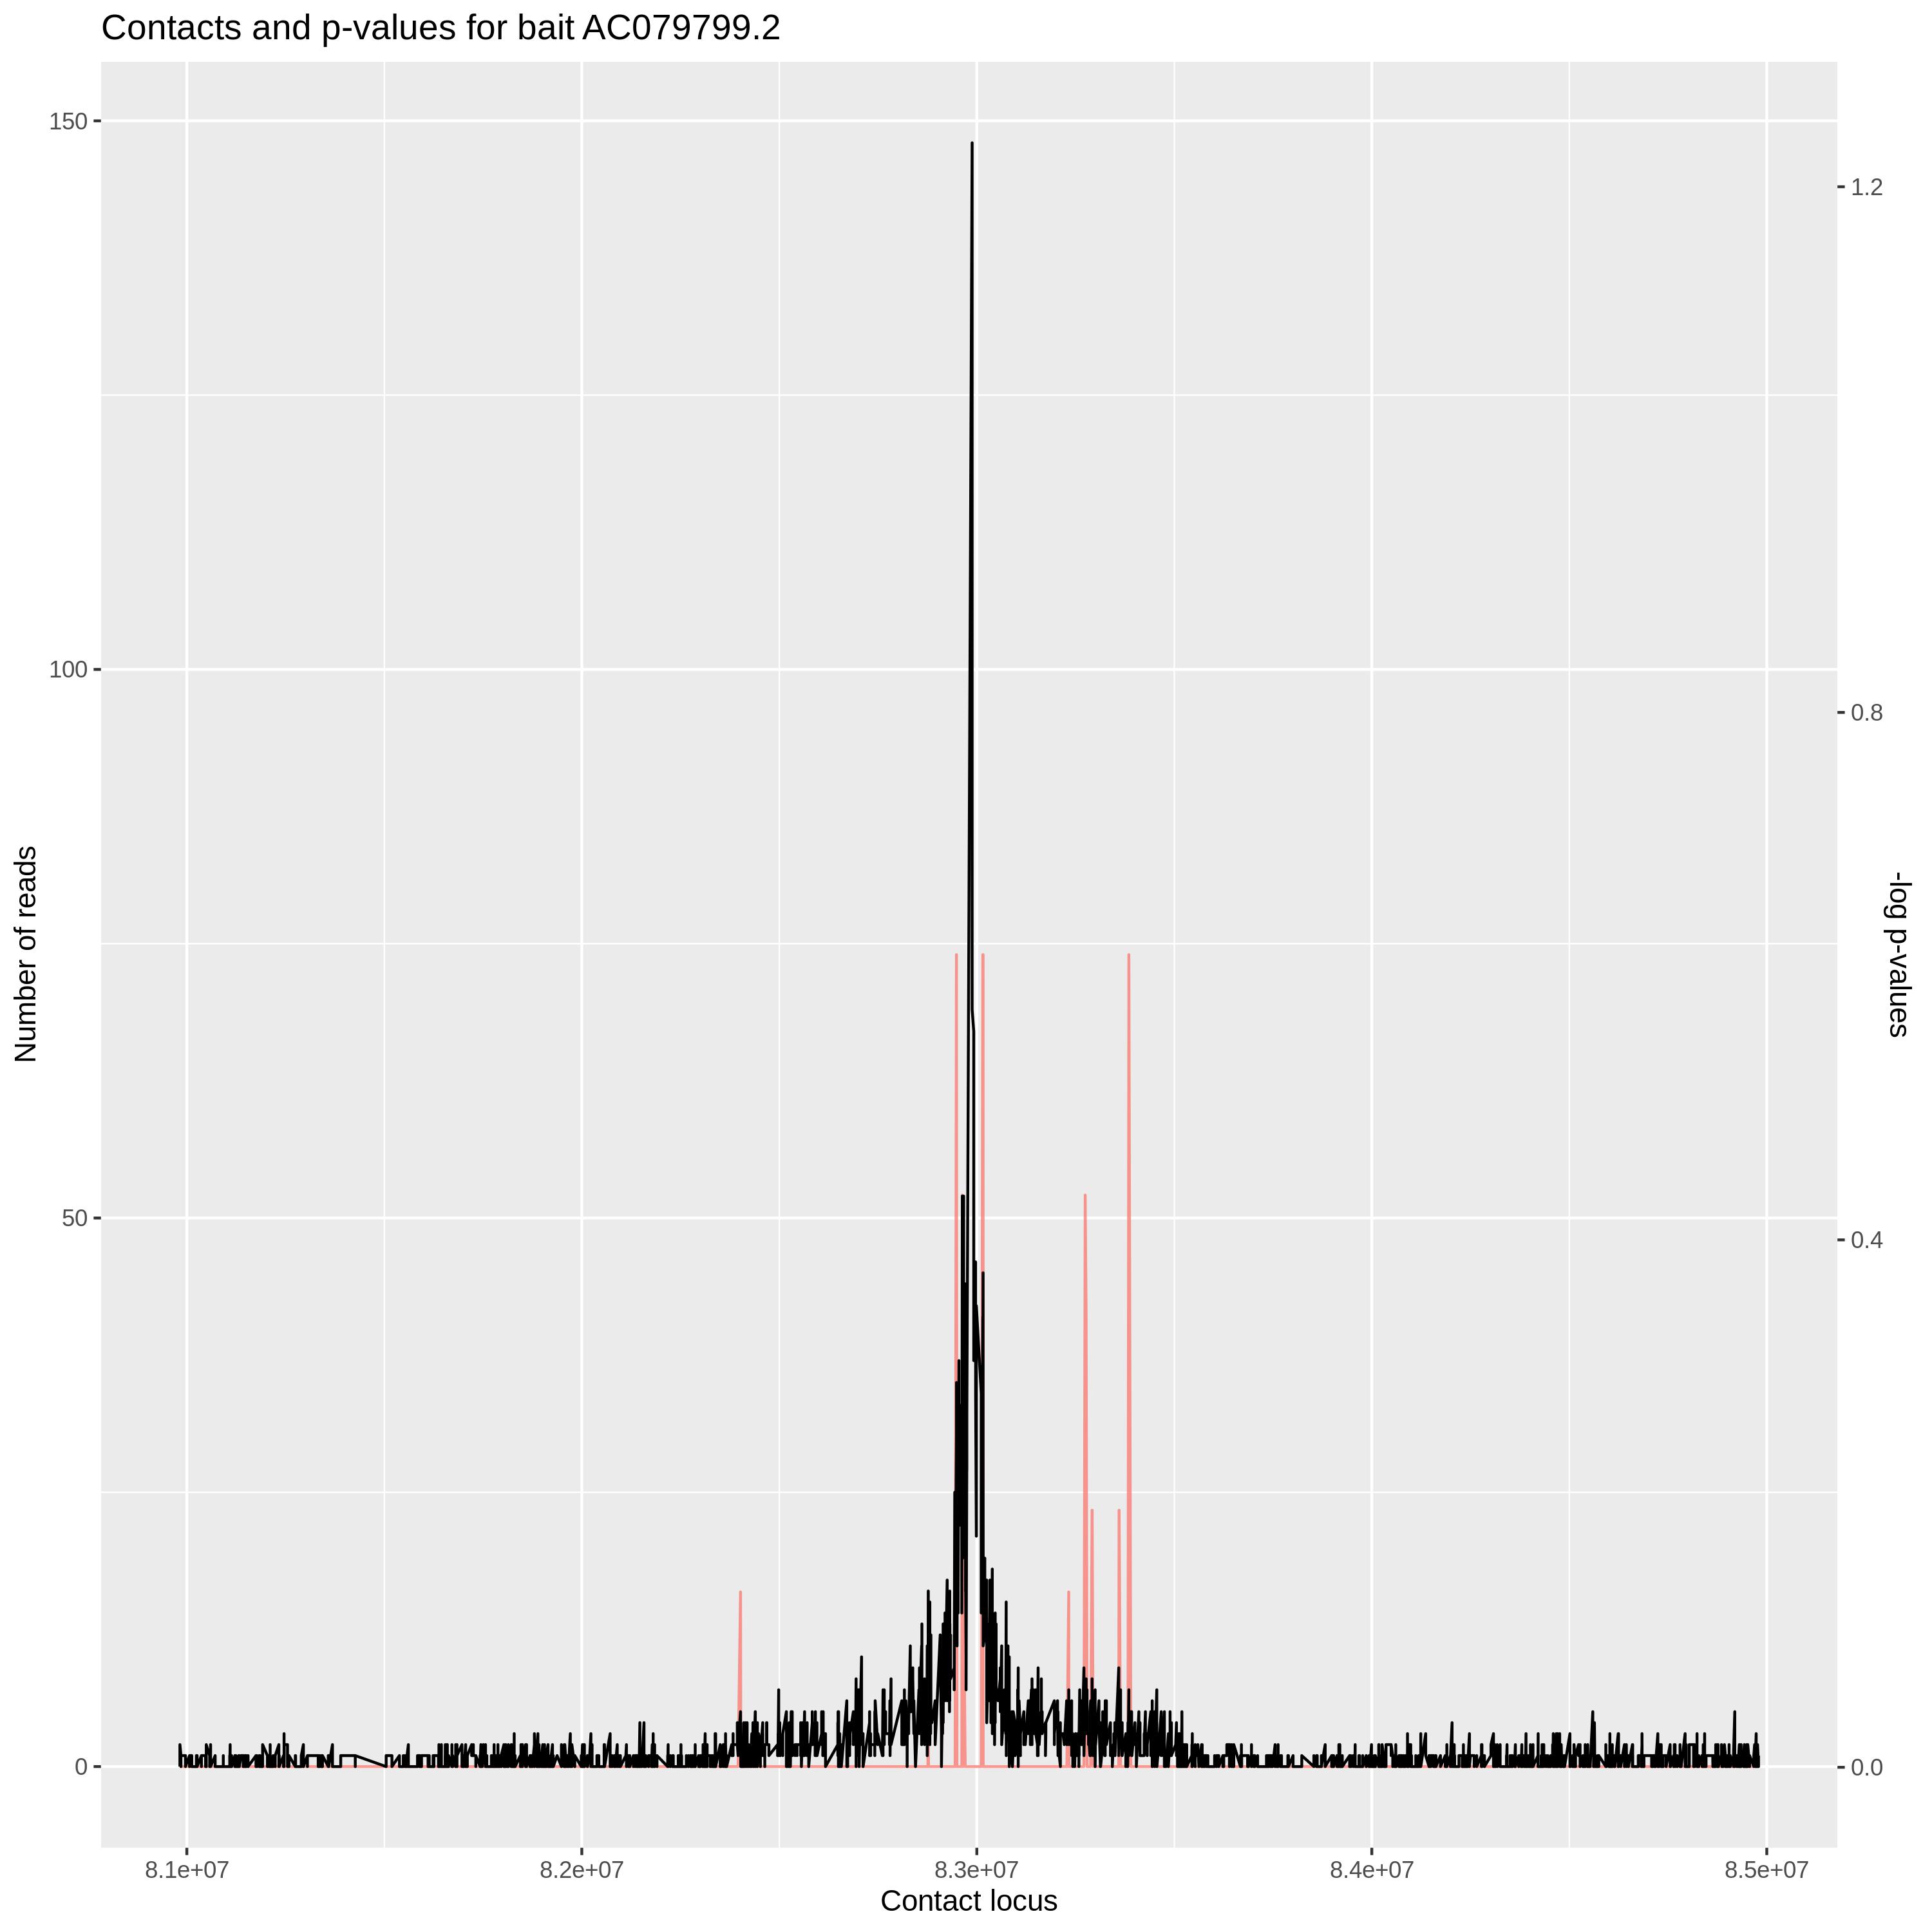 Contacts and p-values for bait AC079799.2
150
100
50
0
Number of reads
1.2
0.8
0.4
0.0
-log p-values
8.1e+07
8.2e+07
8.3e+07
8.4e+07
8.5e+07
Contact locus